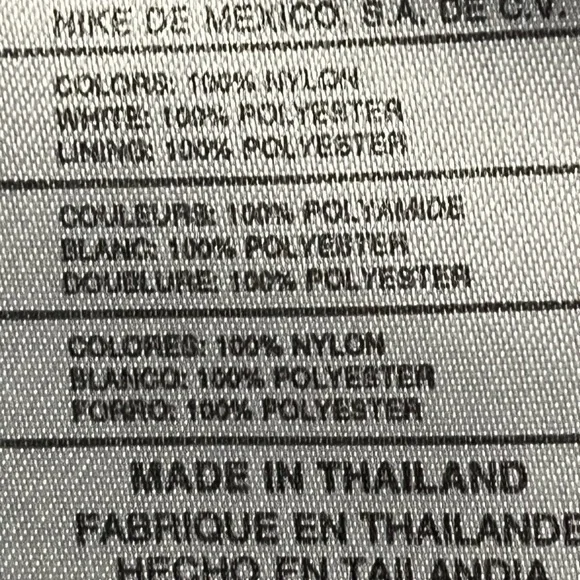 NIKE DE MEXICO, S.A. DE C.V.
COLORS: 100% NYLON
WHITE: 100% POLYESTER
LINING: 100% POLYESTER
COULEURS: 100% POLYAMIDE
BLANC: 100% POLYESTER
DOUBLURE: 100% POLYESTER
COLORES: 100% NYLON
BLANCO: 100% POLYESTER
FORRO: 100% POLYESTER
MADE IN THAILAND
FABRIQUE EN THAILANDE
HECHO EN TAILANDIA